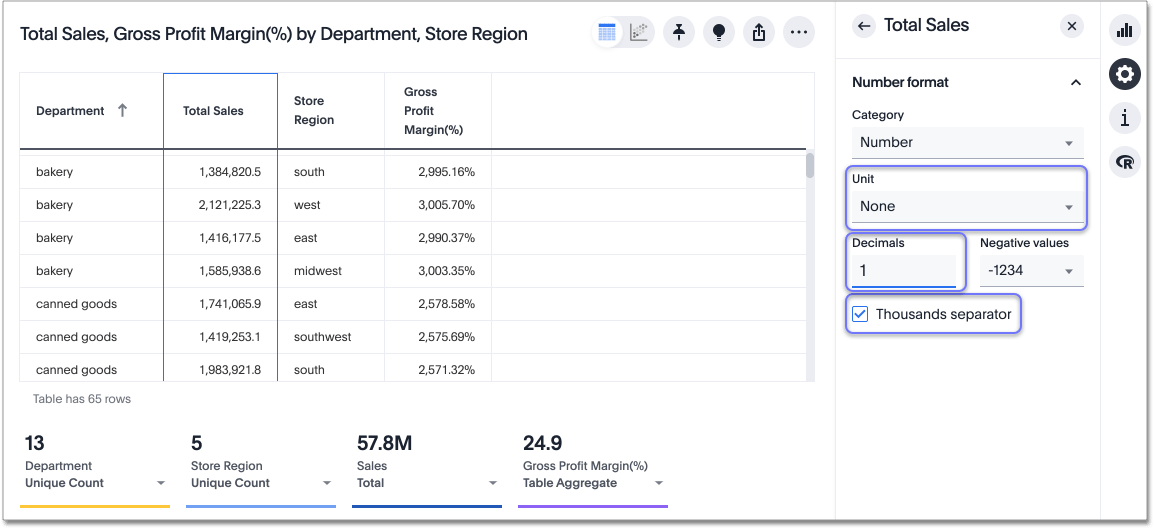 Total Sales, Gross Profit Margin(%) by Department, Store Region
Department
Total Sales
Store
Region
Gross
Profit
Margin(%)
bakery 1,384,820.5 south 2,995.16%
bakery 2,121,225.3 west 3,005.70%
bakery 1,416,177.5 east 2,990.37%
bakery 1,585,938.6 midwest 3,003.35%
canned goods 1,741,065.9 east 2,578.58%
canned goods 1,419,253.1 southwest 2,575.69%
canned goods 1,983,921.8 south 2,571.32%
Table has 65 rows
13
Department
Unique Count
5
Store Region
Unique Count
57.8M
Sales
Total
24.9
Gross Profit Margin(%)
Table Aggregate
Total Sales
Number format
Category
Number
Unit
None
Decimals
1
Negative values
-1234
Thousands separator